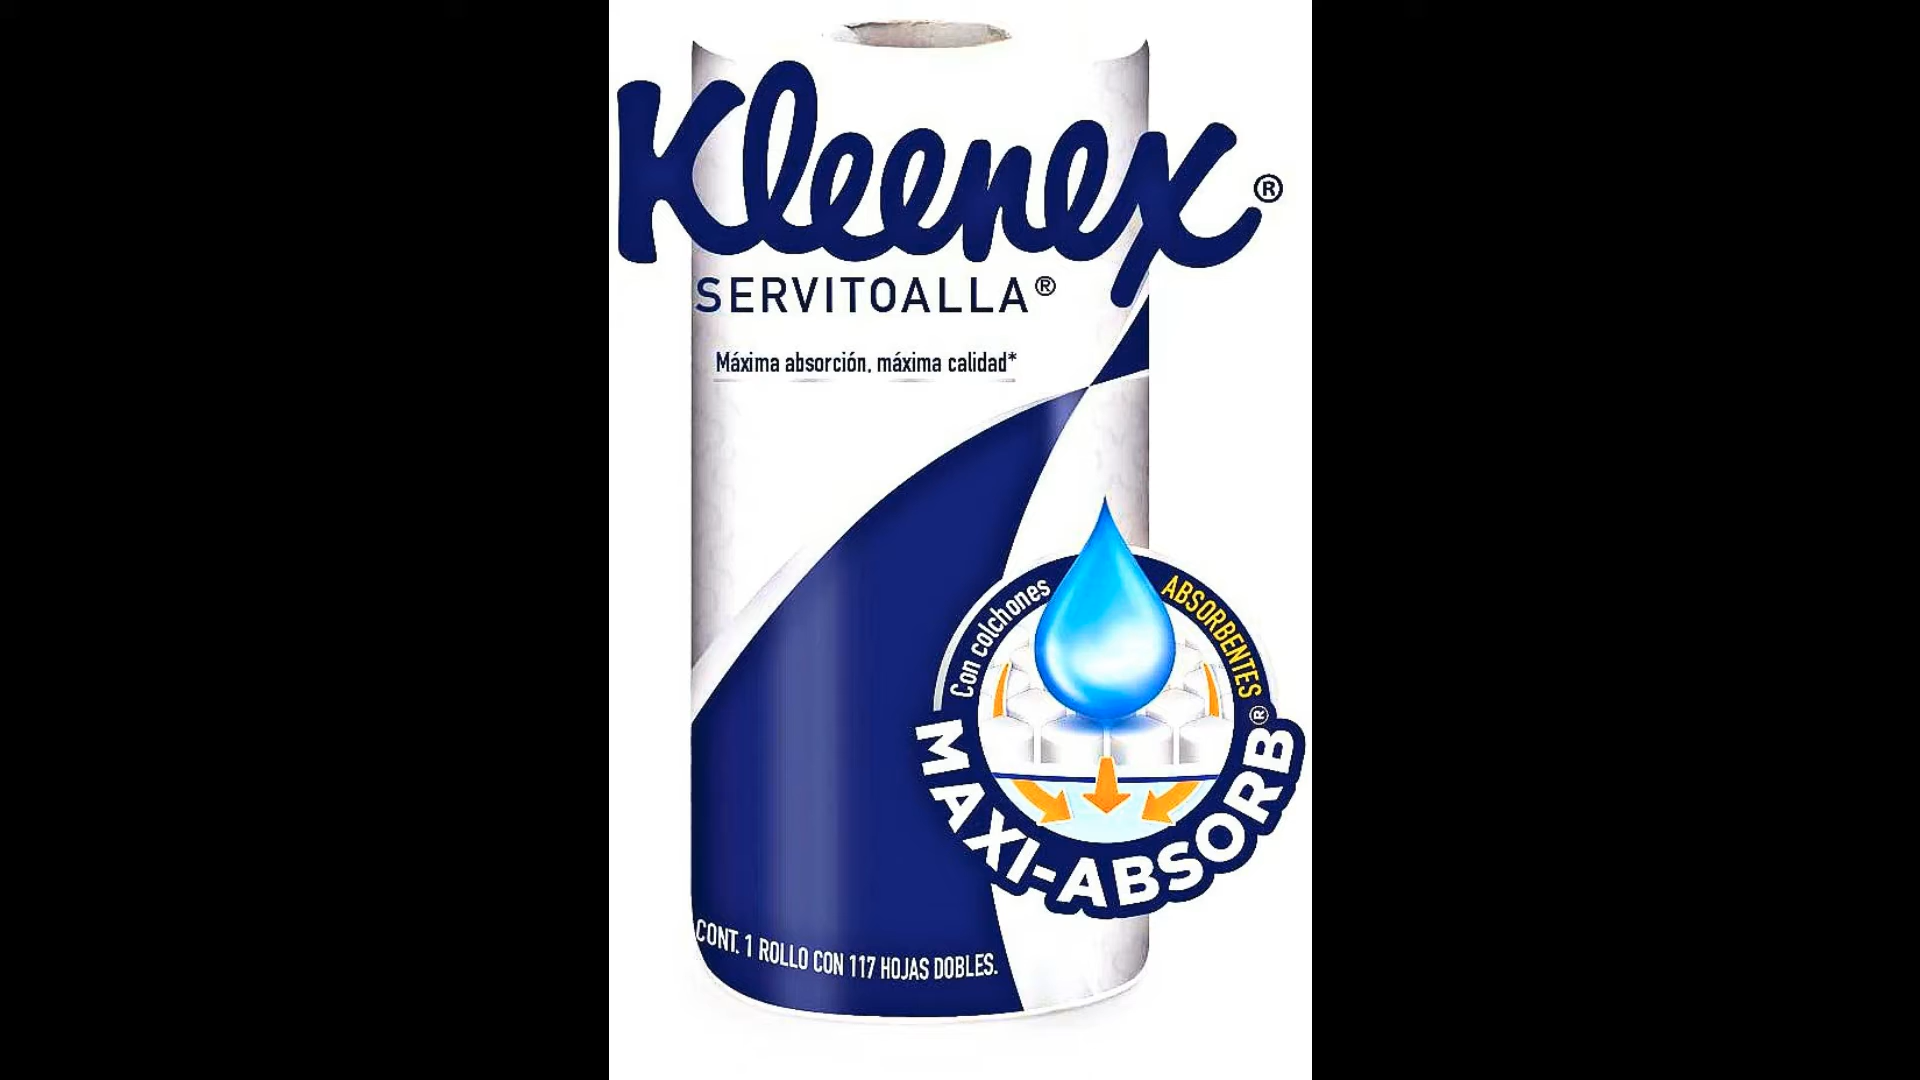 Kleenex®
SERVITOALLA®
Máxima absorción, máxima calidad*
Con colchones ABSORBENTES
MAXI-ABSORB®
CONT. 1 ROLLO CON 117 HOJAS DOBLES.